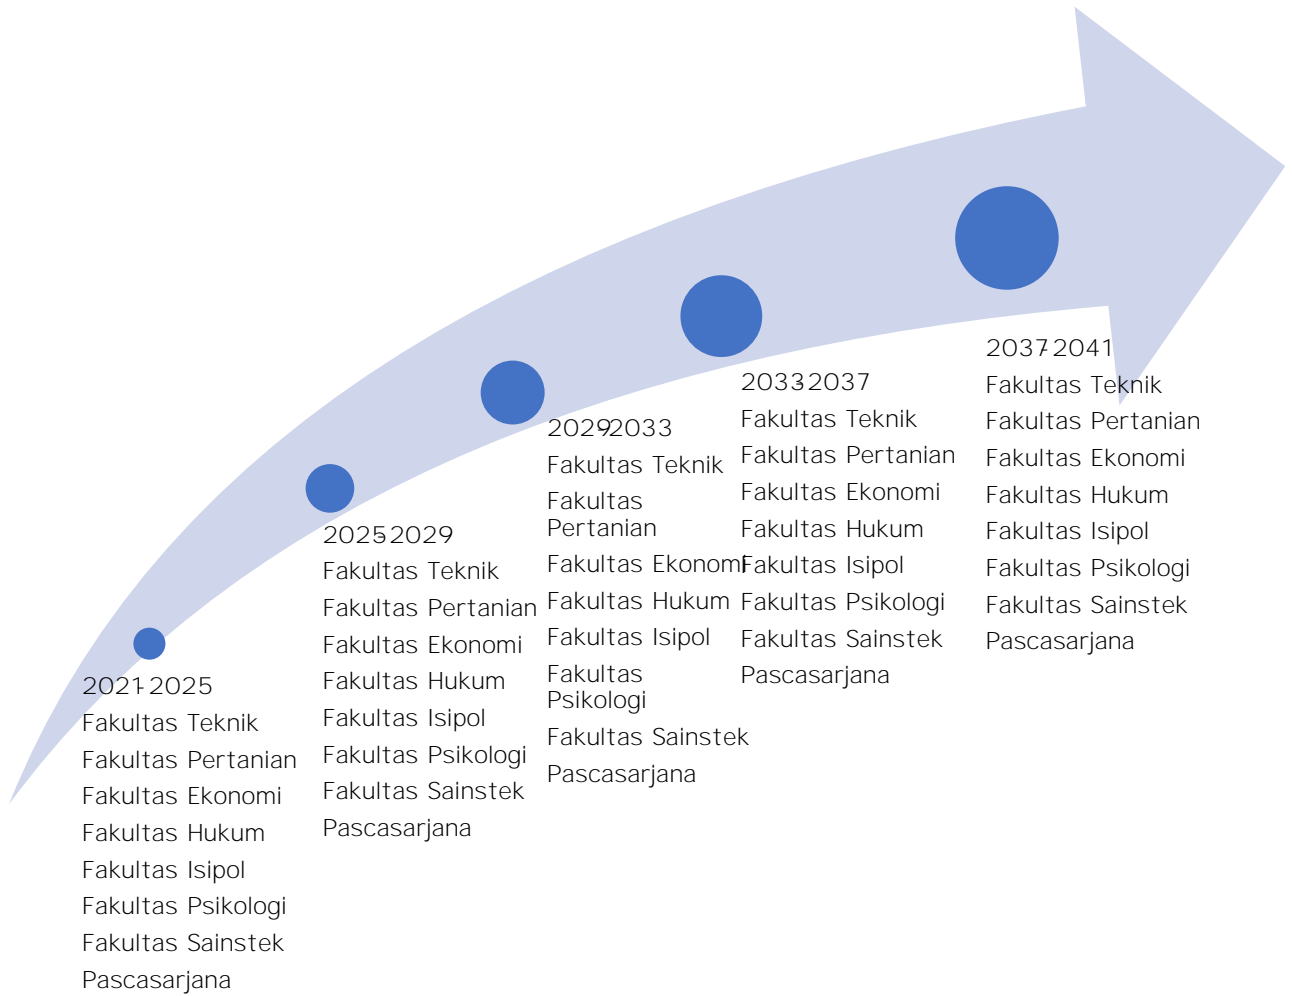 2021-2025
Fakultas Teknik
Fakultas Pertanian
Fakultas Ekonomi
Fakultas Hukum
Fakultas Isipol
Fakultas Psikologi
Fakultas Sainstek
Pascasarjana
2025-2029
Fakultas Teknik
Fakultas Pertanian
Fakultas Ekonomi
Fakultas Hukum
Fakultas Isipol
Fakultas Psikologi
Fakultas Sainstek
Pascasarjana
2029-2033
Fakultas Teknik
Fakultas
Pertanian
Fakultas Ekonomi
Fakultas Hukum
Fakultas Isipol
Fakultas
Psikologi
Fakultas Sainstek
Pascasarjana
2033-2037
Fakultas Teknik
Fakultas Pertanian
Fakultas Ekonomi
Fakultas Hukum
Fakultas Isipol
Fakultas Psikologi
Fakultas Sainstek
Pascasarjana
2037-2041
Fakultas Teknik
Fakultas Pertanian
Fakultas Ekonomi
Fakultas Hukum
Fakultas Isipol
Fakultas Psikologi
Fakultas Sainstek
Pascasarjana